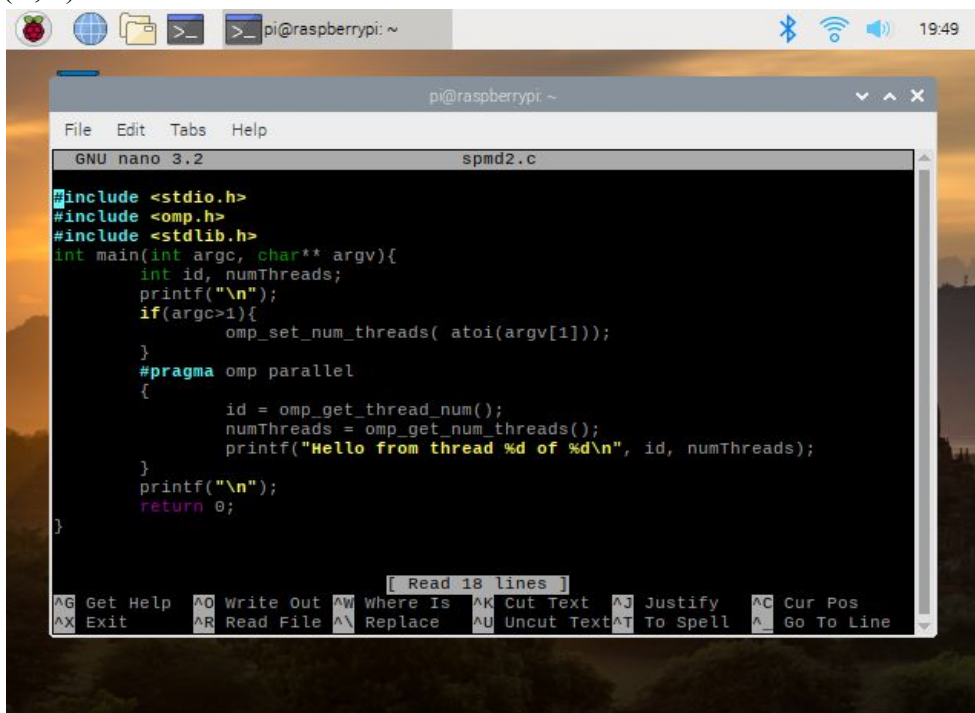 pi@raspberrypi: ~
19:49
pi@raspberrypi: ~
File Edit Tabs Help
GNU nano 3.2 spmd2.c
#include <stdio.h>
#include <omp.h>
#include <stdlib.h>
int main(int argc, char** argv){
int id, numThreads;
printf("\n");
if(argc>1){
omp_set_num_threads( atoi(argv[1]));
}
#pragma omp parallel
{
id = omp_get_thread_num();
numThreads = omp_get_num_threads();
printf("Hello from thread %d of %d\n", id, numThreads);
}
printf("\n");
return 0;
}
[ Read 18 lines ]
^G Get Help ^O Write Out ^W Where Is ^K Cut Text ^J Justify ^C Cur Pos
^X Exit ^R Read File ^\ Replace ^U Uncut Text ^T To Spell ^_ Go To Line